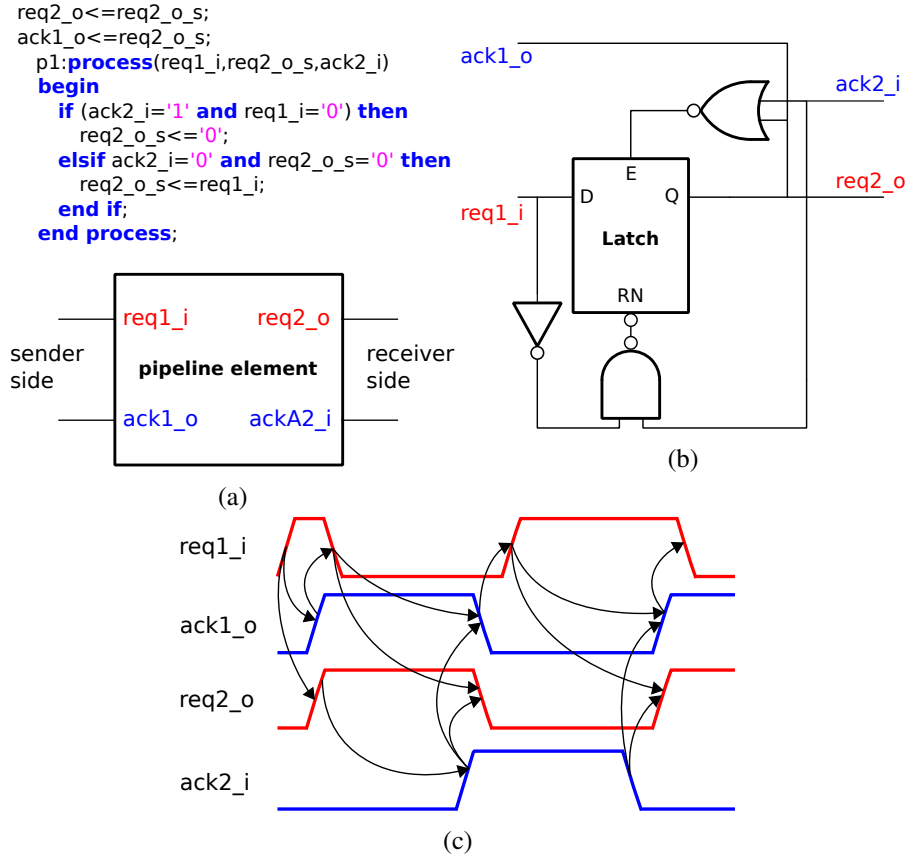 req2_o<=req2_o_s;
ack1_o<=req2_o_s;
p1:process(req1_i,req2_o_s,ack2_i)
begin
if (ack2_i='1' and req1_i='0') then
req2_o_s<='0';
elsif ack2_i='0' and req2_o_s='0' then
req2_o_s<=req1_i;
end if;
end process;
req1_i req2_o
sender side
pipeline element
receiver side
ack1_o ackA2_i
(a)
ack1_o
ack2_i
E
D Q
req1_i
req2_o
Latch
RN
(b)
req1_i
ack1_o
req2_o
ack2_i
(c)